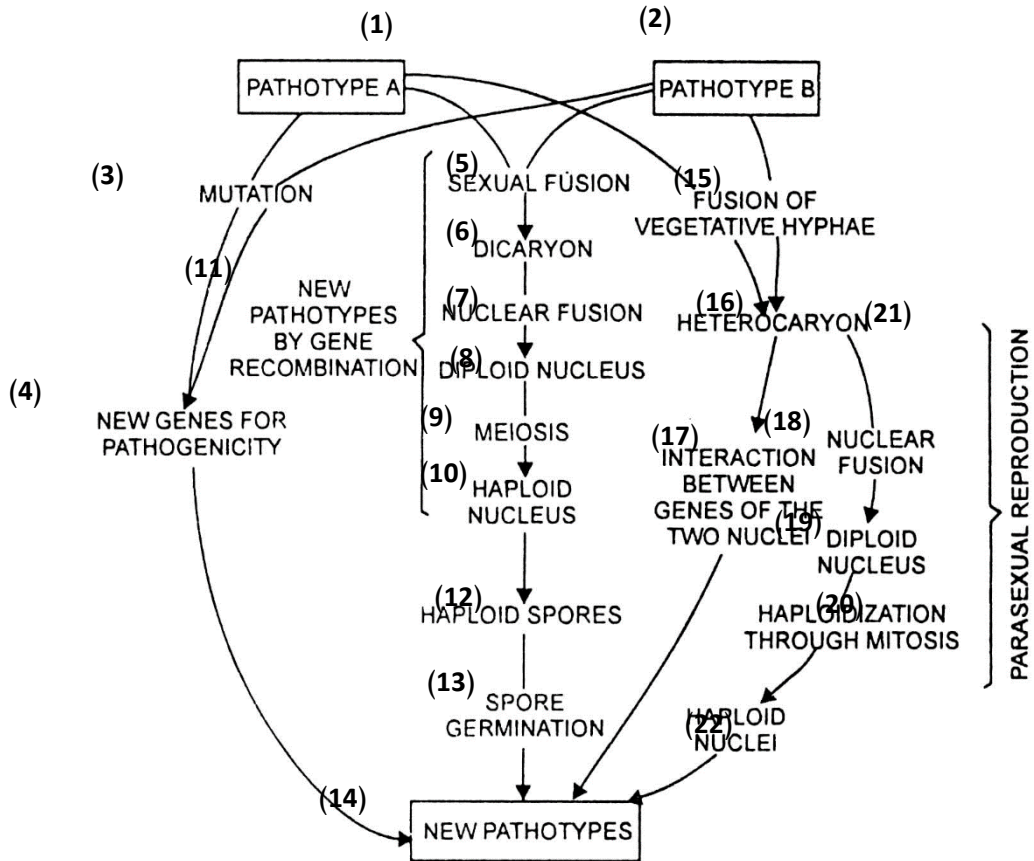 (1)
(2)
PATHOTYPE A
PATHOTYPE B
(3)
MUTATION
(11)
(4)
NEW GENES FOR
PATHOGENICITY
NEW
PATHOTYPES
BY GENE
RECOMBINATION
(5)
SEXUAL FUSION
(6)
DICARYON
(7)
NUCLEAR FUSION
(8)
DIPLOID NUCLEUS
(9)
MEIOSIS
(10)
HAPLOID
NUCLEUS
(12)
HAPLOID SPORES
(13)
SPORE
GERMINATION
(14)
NEW PATHOTYPES
(15)
FUSION OF
VEGETATIVE HYPHAE
(16)
HETEROCARYON
(21)
(17)
(18)
INTERACTION
BETWEEN
GENES OF THE
TWO NUCLEI
NUCLEAR
FUSION
(19)
DIPLOID
NUCLEUS
(20)
HAPLOIDIZATION
THROUGH MITOSIS
HAPLOID
NUCLEI
(22)
PARASEXUAL REPRODUCTION